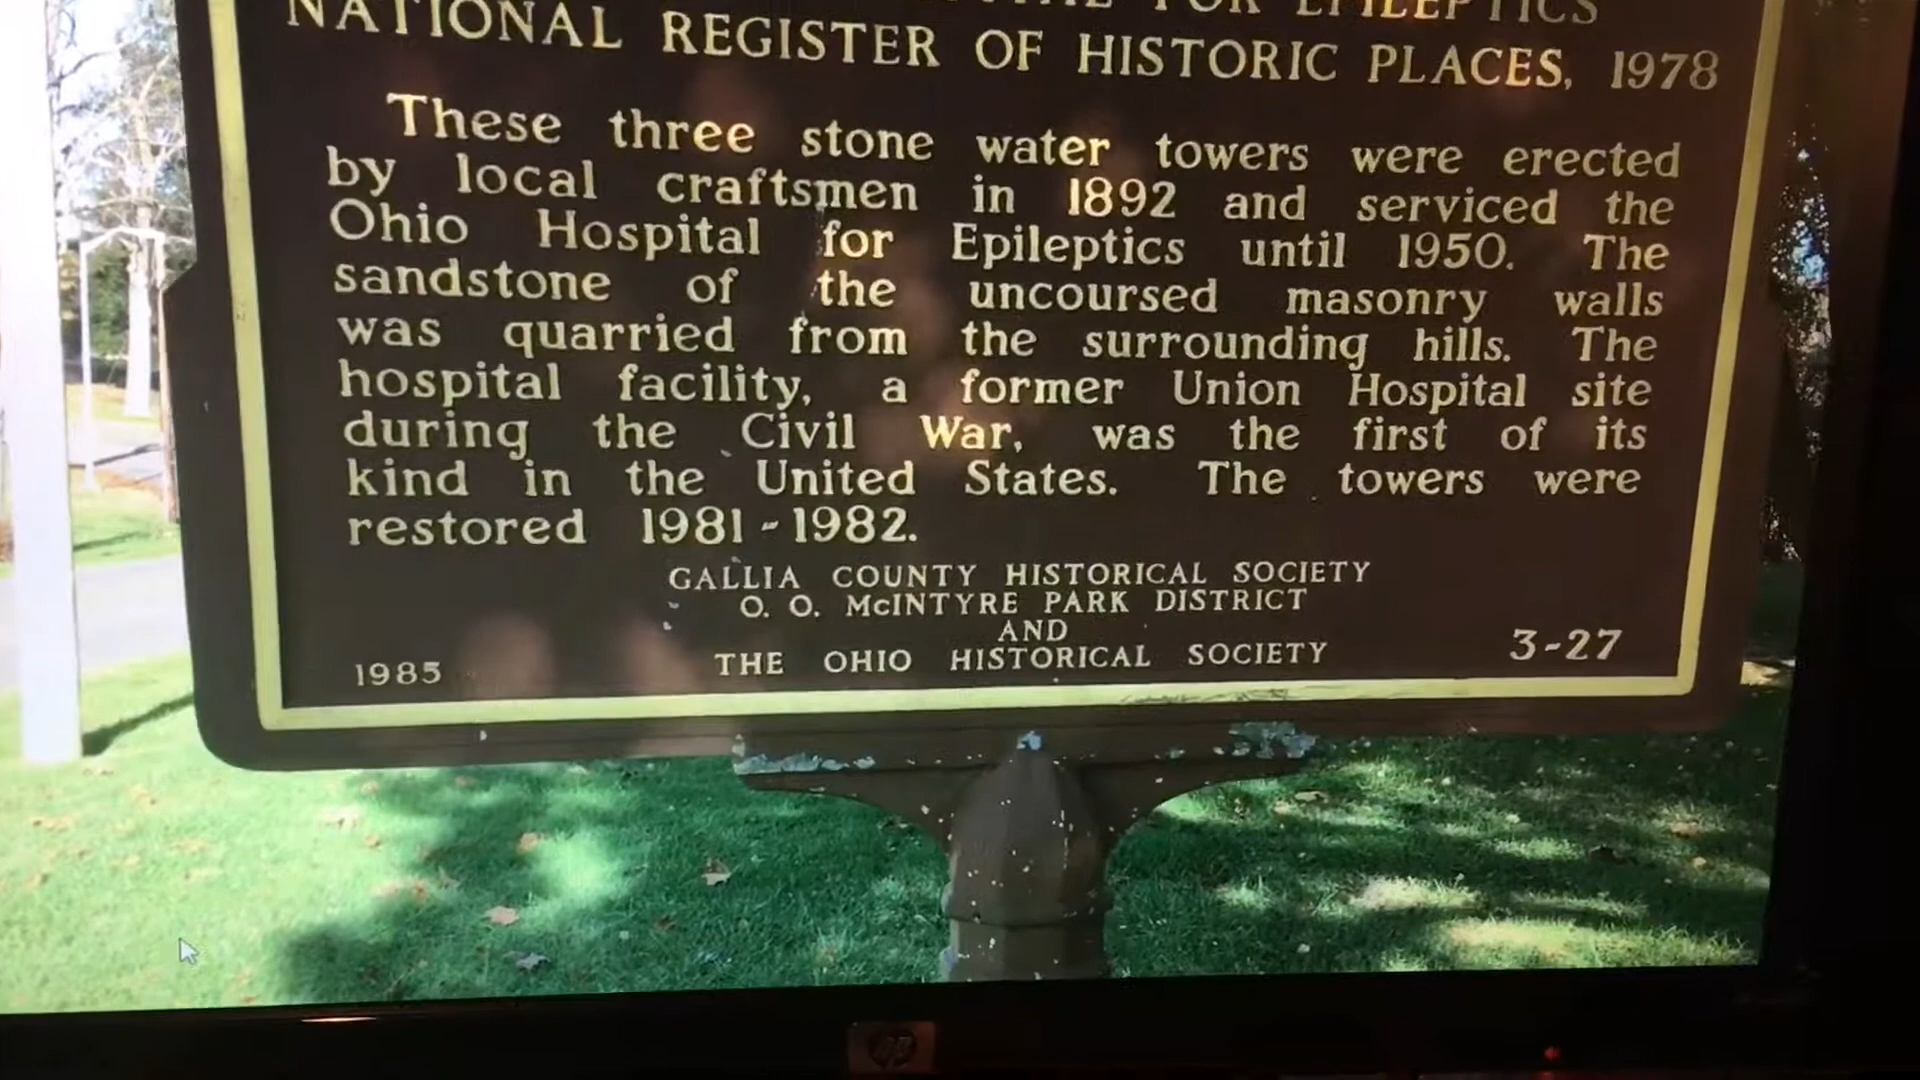 FOR EPILEPTICS
NATIONAL REGISTER OF HISTORIC PLACES, 1978
These three stone water towers were erected
by local craftsmen in 1892 and serviced the
Ohio Hospital for Epileptics until 1950. The
sandstone of the uncoursed masonry walls
was quarried from the surrounding hills. The
hospital facility, a former Union Hospital site
during the Civil War, was the first of its
kind in the United States. The towers were
restored 1981-1982.
GALLIA COUNTY HISTORICAL SOCIETY
O. O. McINTYRE PARK DISTRICT
AND
THE OHIO HISTORICAL SOCIETY
1985
3-27
hp